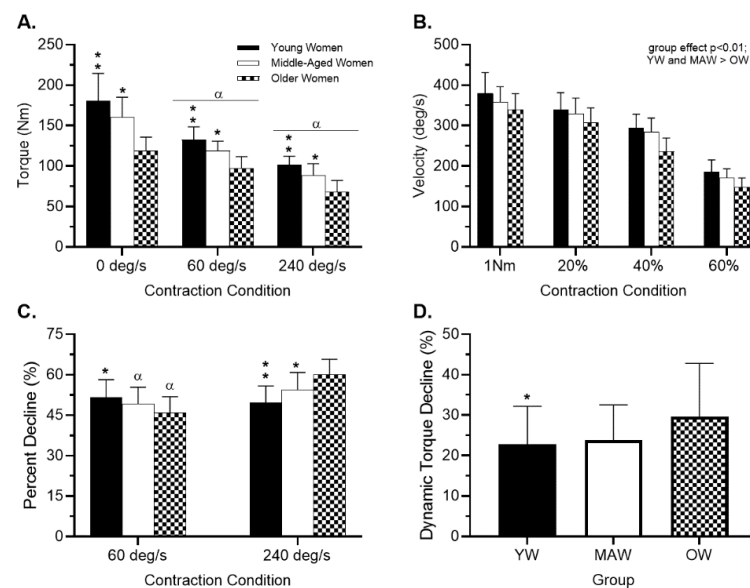 A.
250
200
150
100
50
0
Torque (Nm)
* *
*
α
* *
*
α
* *
*
Young Women
Middle-Aged Women
Older Women
0 deg/s 60 deg/s 240 deg/s
Contraction Condition
B.
500
400
300
200
100
0
Velocity (deg/s)
group effect p<0.01;
YW and MAW > OW
1Nm 20% 40% 60%
Contraction Condition
C.
75
60
45
30
15
0
Percent Decline (%)
*
α
α
* *
*
60 deg/s 240 deg/s
Contraction Condition
D.
50
40
30
20
10
0
Dynamic Torque Decline (%)
*
YW MAW OW
Group